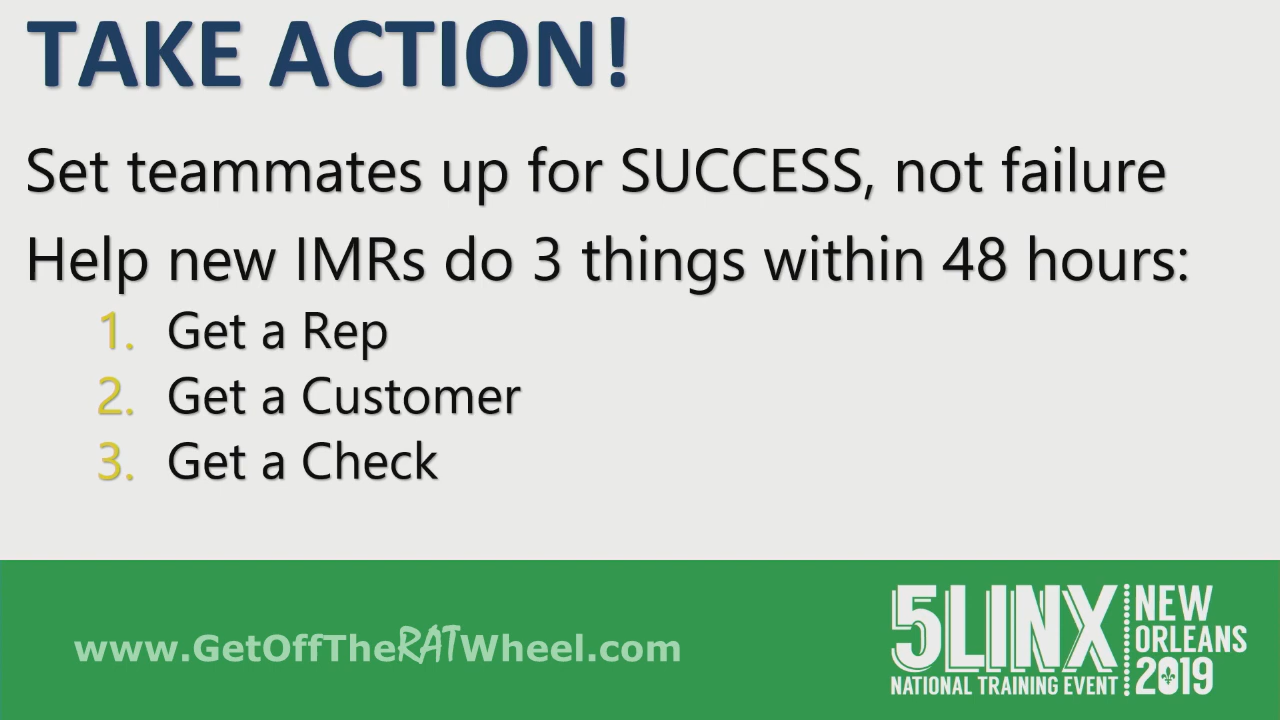 TAKE ACTION!
Set teammates up for SUCCESS, not failure
Help new IMRs do 3 things within 48 hours:
1. Get a Rep
2. Get a Customer
3. Get a Check
www.GetOffTheRATWheel.com
5LINX
NATIONAL TRAINING EVENT
NEW
ORLEANS
2019